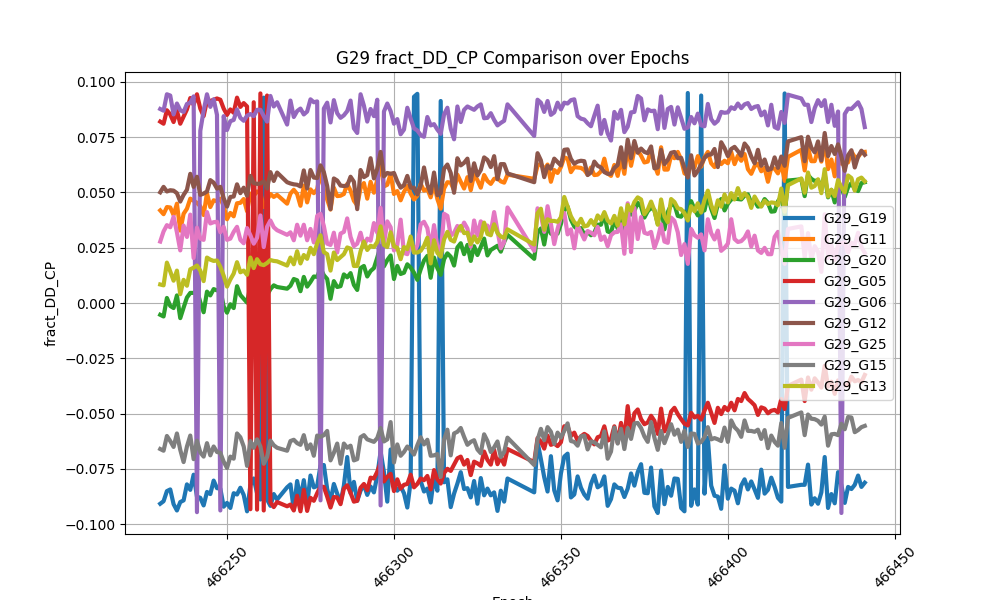 G29 fract_DD_CP Comparison over Epochs
fract_DD_CP
0.100
0.075
0.050
0.025
0.000
−0.025
−0.050
−0.075
−0.100
466250
466300
466350
466400
466450
Epoch
G29_G19
G29_G11
G29_G20
G29_G05
G29_G06
G29_G12
G29_G25
G29_G15
G29_G13